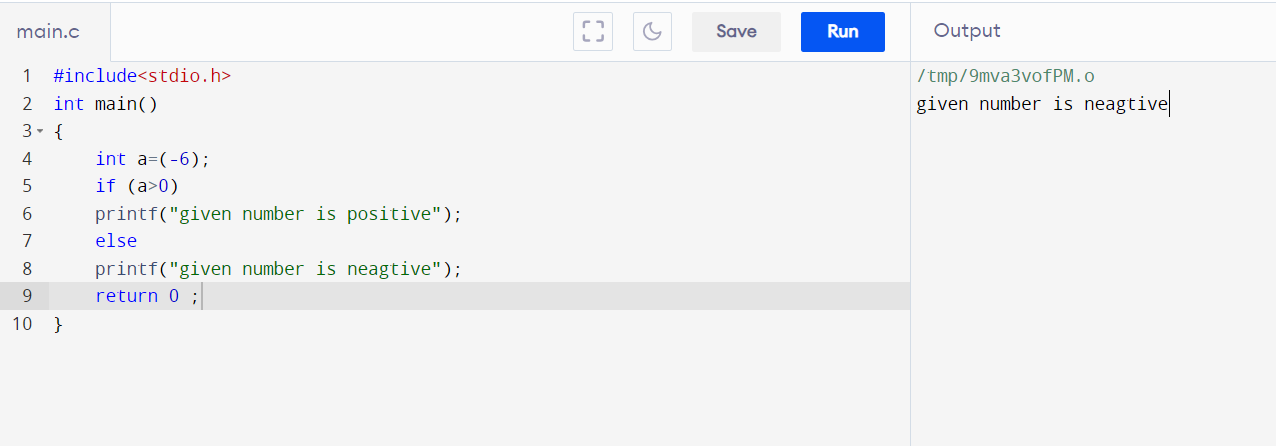 main.c
Save
Run
Output
1 #include<stdio.h>
2 int main()
3 {
4     int a=(-6);
5     if (a>0)
6     printf("given number is positive");
7     else
8     printf("given number is neagtive");
9     return 0 ;
10 }
/tmp/9mva3vofPM.o
given number is neagtive